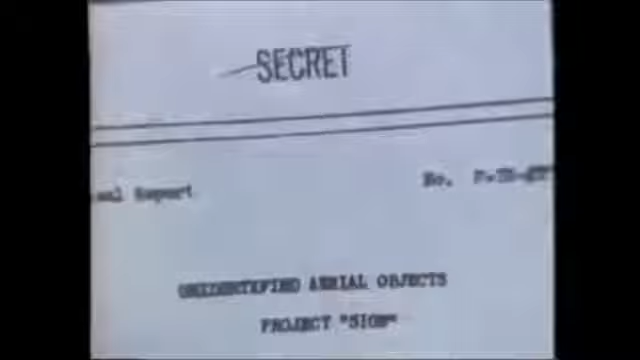 SECRET
Report No.
UNIDENTIFIED AERIAL OBJECTS
PROJECT "SIGN"